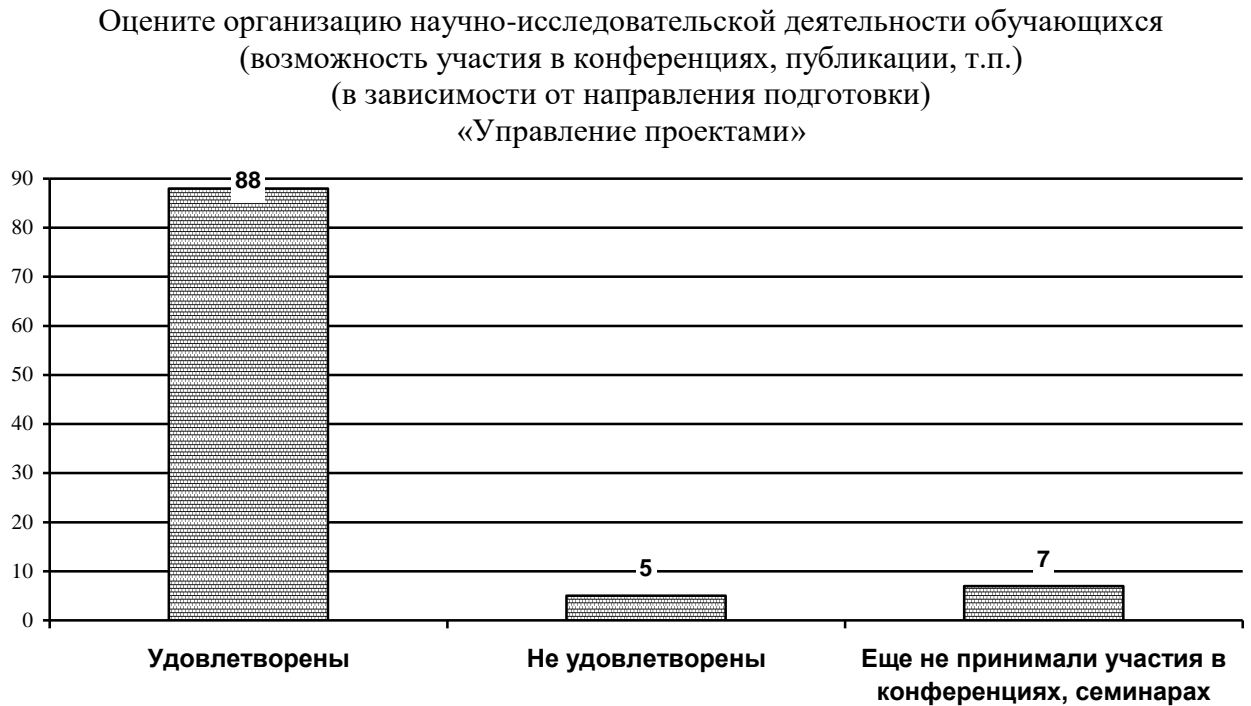 Оцените организацию научно-исследовательской деятельности обучающихся
(возможность участия в конференциях, публикации, т.п.)
(в зависимости от направления подготовки)
«Управление проектами»
90
80
70
60
50
40
30
20
10
0
88
5
7
Удовлетворены
Не удовлетворены
Еще не принимали участия в
конференциях, семинарах